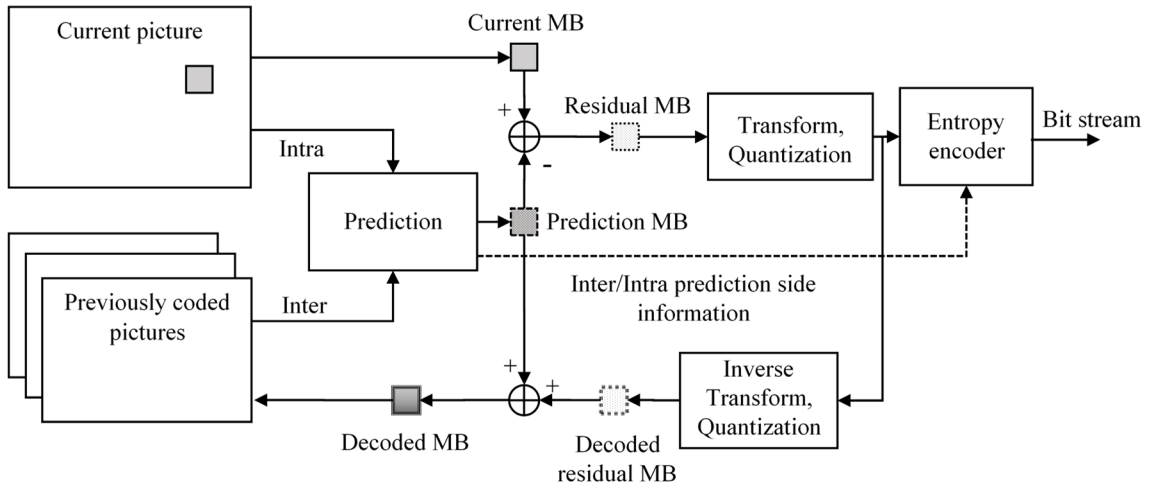 Current MB
Current picture
+
Residual MB
Transform,
Quantization
Entropy
encoder
Bit stream
Intra
-
Prediction
Prediction MB
Inter/Intra prediction side
information
Previously coded
pictures
Inter
+
+
Inverse
Transform,
Quantization
Decoded MB
Decoded
residual MB